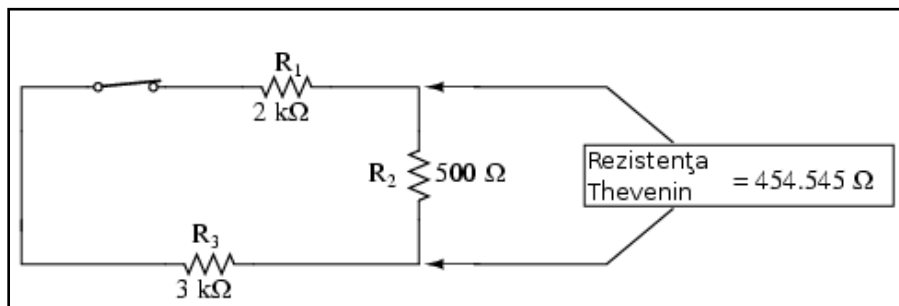 R₁
2 kΩ
R₂ 500 Ω
Rezistenţa
Thevenin = 454.545 Ω
R₃
3 kΩ